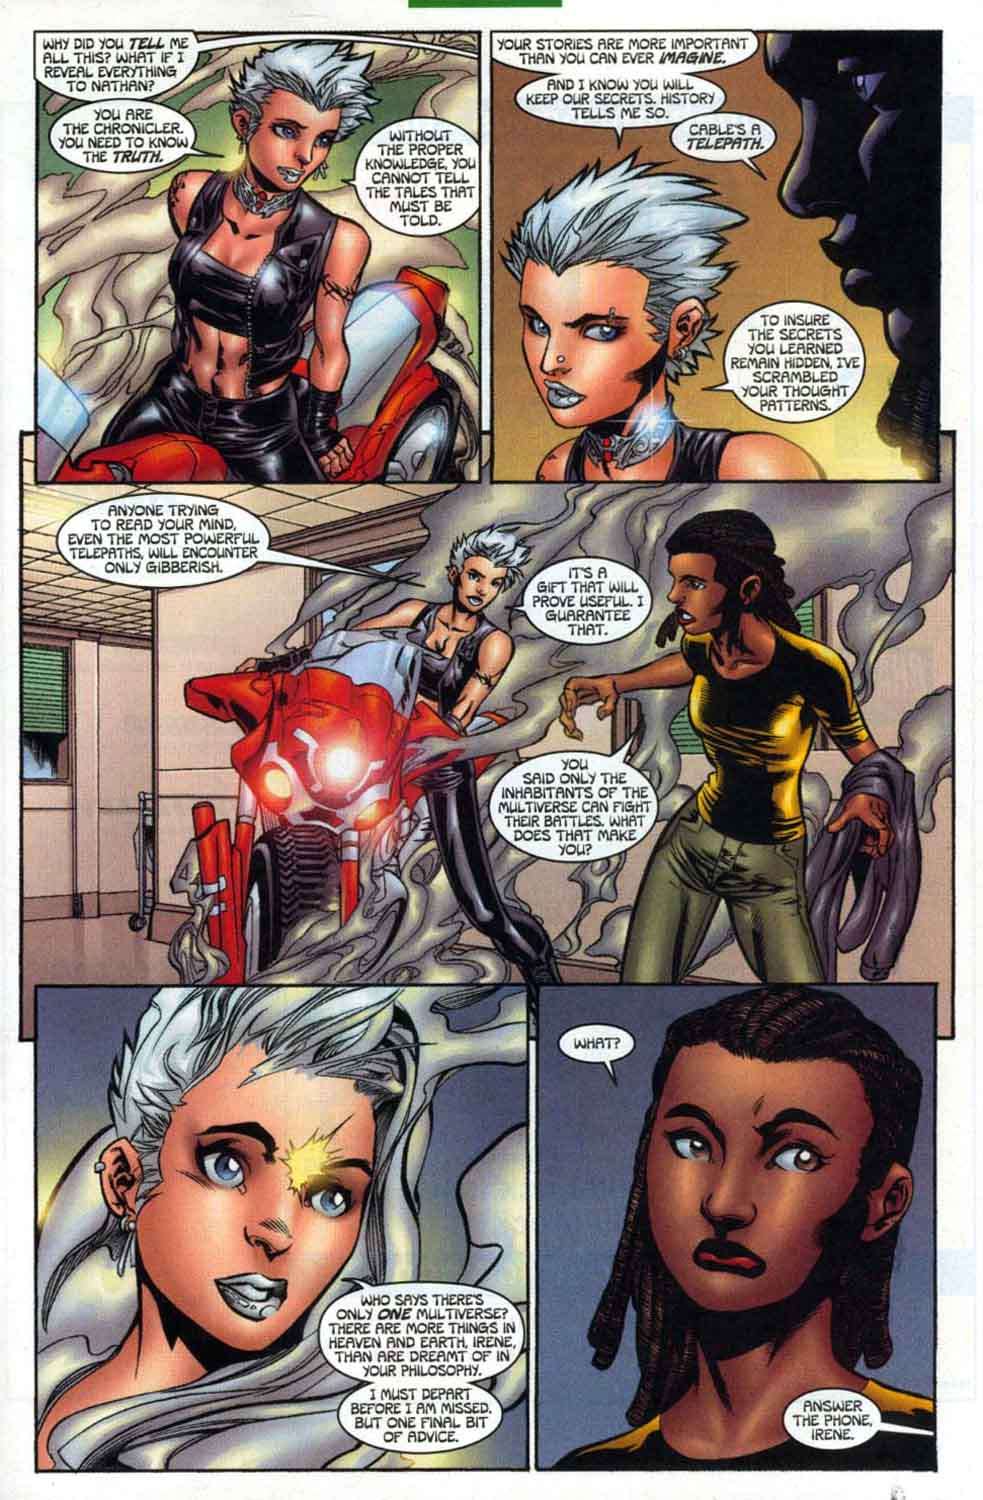 WHY DID YOU TELL ME
ALL THIS? WHAT IF I
REVEAL EVERYTHING
TO NATHAN?
YOU ARE
THE CHRONICLER.
YOU NEED TO KNOW
THE TRUTH.
WITHOUT
THE PROPER
KNOWLEDGE, YOU
CANNOT TELL
THE TALES THAT
MUST BE
TOLD.
YOUR STORIES ARE MORE IMPORTANT
THAN YOU CAN EVER IMAGINE.
AND I KNOW YOU WILL
KEEP OUR SECRETS. HISTORY
TELLS ME SO.
CABLE'S A
TELEPATH.
TO INSURE
THE SECRETS
YOU LEARNED
REMAIN HIDDEN, I'VE
SCRAMBLED
YOUR THOUGHT
PATTERNS.
ANYONE TRYING
TO READ YOUR MIND,
EVEN THE MOST POWERFUL
TELEPATHS, WILL ENCOUNTER
ONLY GIBBERISH.
IT'S A
GIFT THAT WILL
PROVE USEFUL. I
GUARANTEE
THAT.
YOU
SAID ONLY THE
INHABITANTS OF THE
MULTIVERSE CAN FIGHT
THEIR BATTLES. WHAT
DOES THAT MAKE
YOU?
WHO SAYS THERE'S
ONLY ONE MULTIVERSE?
THERE ARE MORE THINGS IN
HEAVEN AND EARTH, IRENE,
THAN ARE DREAMT OF IN
YOUR PHILOSOPHY.
I MUST DEPART
BEFORE I AM MISSED.
BUT ONE FINAL BIT
OF ADVICE.
WHAT?
ANSWER
THE PHONE,
IRENE.